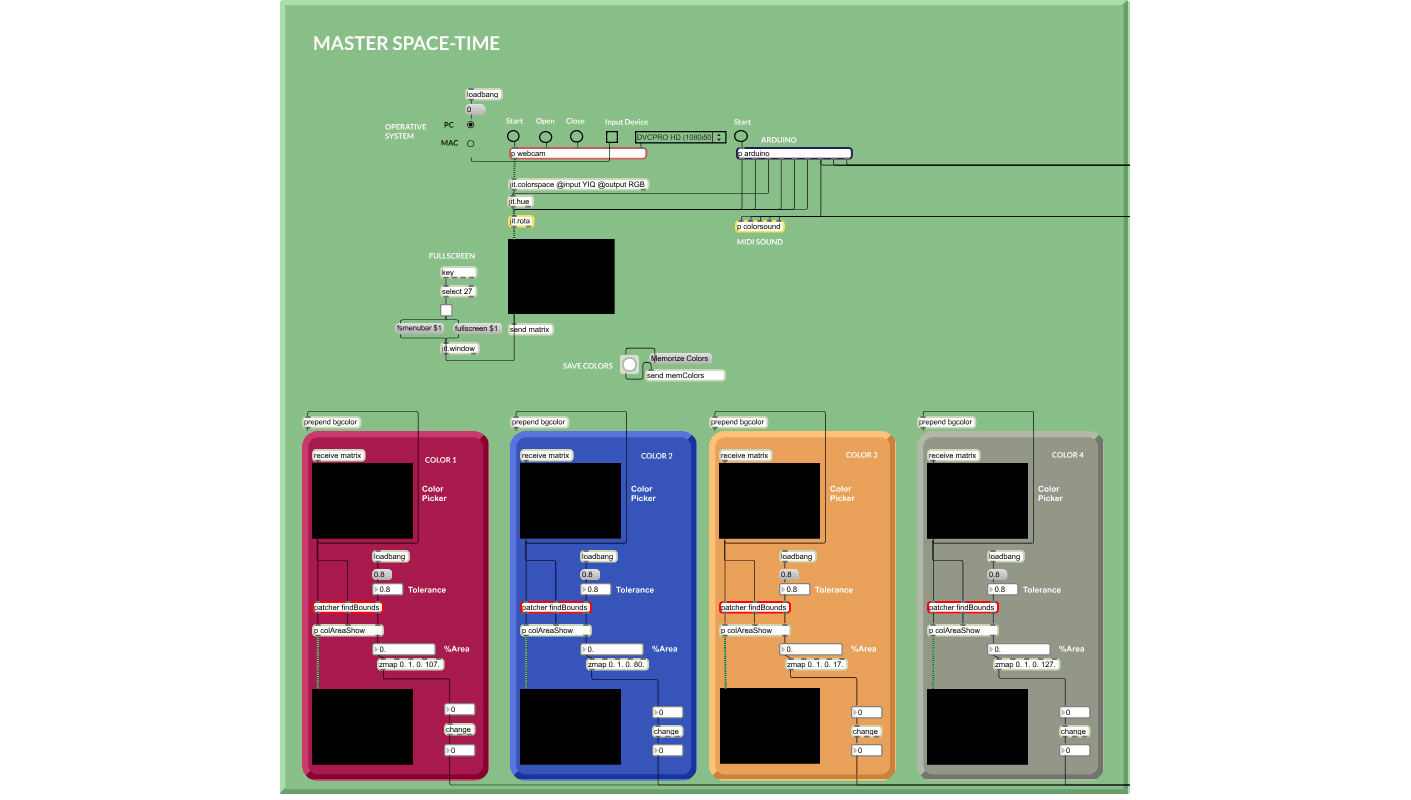 MASTER SPACE-TIME
loadbang
0
OPERATIVE
SYSTEM
PC
MAC
Start
Open
Close
Input Device
DVCPRO HD (1080i50
p webcam
Start
ARDUINO
p arduino
jit.colorspace @input YIQ @output RGB
jit.hue
jit.rota
p colorsound
MIDI SOUND
FULLSCREEN
key
select 27
fsmenubar $1
fullscreen $1
send matrix
jit.window
SAVE COLORS
Memorize Colors
send memColors
prepend bgcolor
receive matrix
COLOR 1
Color
Picker
loadbang
0.8
0.8
Tolerance
patcher findBounds
p colAreaShow
0.
%Area
zmap 0. 1. 0. 107.
0
change
0
prepend bgcolor
receive matrix
COLOR 2
Color
Picker
loadbang
0.8
0.8
Tolerance
patcher findBounds
p colAreaShow
0.
%Area
zmap 0. 1. 0. 80.
0
change
0
prepend bgcolor
receive matrix
COLOR 3
Color
Picker
loadbang
0.8
0.8
Tolerance
patcher findBounds
p colAreaShow
0.
%Area
zmap 0. 1. 0. 17.
0
change
0
prepend bgcolor
receive matrix
COLOR 4
Color
Picker
loadbang
0.8
0.8
Tolerance
patcher findBounds
p colAreaShow
0.
%Area
zmap 0. 1. 0. 127.
0
change
0